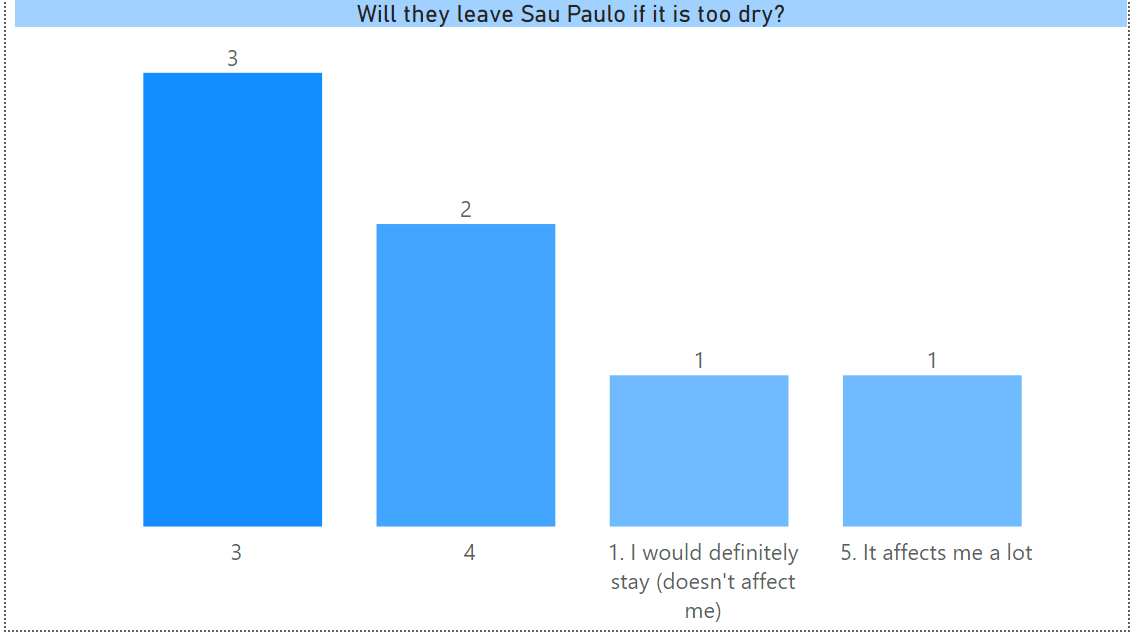 Will they leave Sau Paulo if it is too dry?
3
2
1
1
3
4
1. I would definitely
stay (doesn't affect
me)
5. It affects me a lot